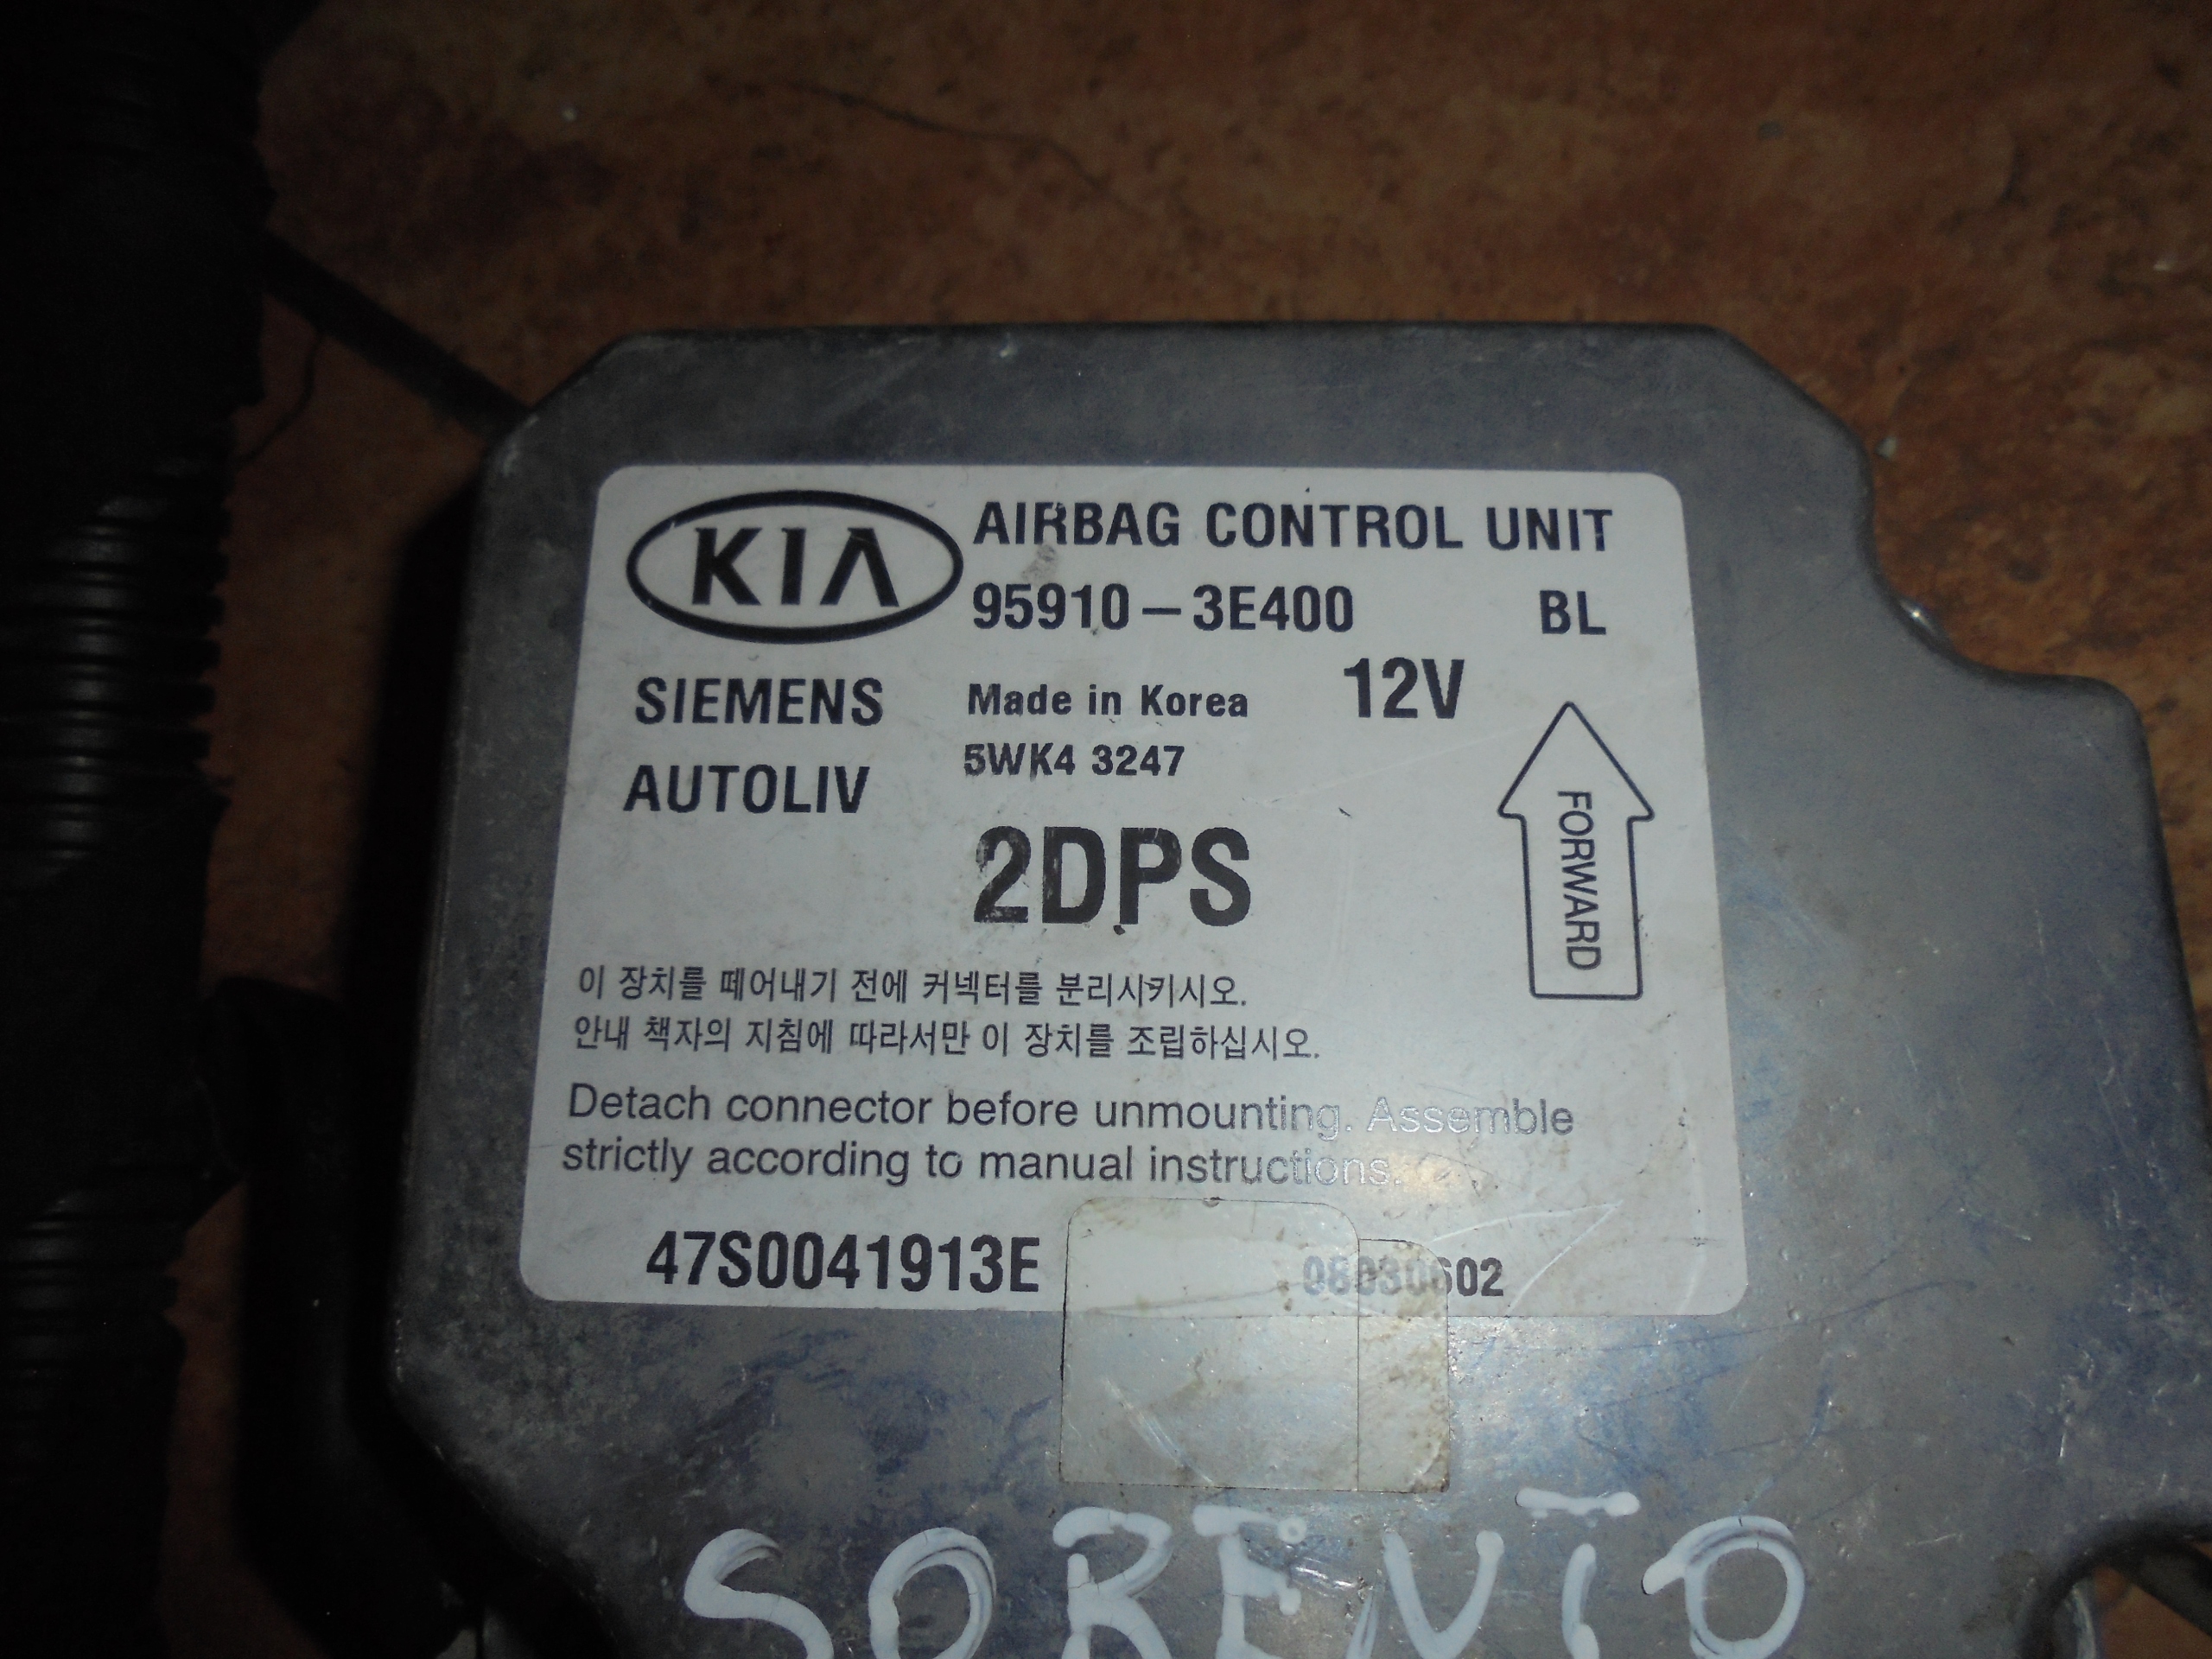 KIA
AIRBAG CONTROL UNIT
95910-3E400 BL
SIEMENS
AUTOLIV
Made in Korea 12V
5WK4 3247
2DPS
FORWARD
이 장치를 떼어내기 전에 커넥터를 분리시키시오.
안내 책자의 지침에 따라서만 이 장치를 조립하십시오.
Detach connector before unmounting. Assemble
strictly according to manual instructions.
47S0041913E
08030602
SORENTO